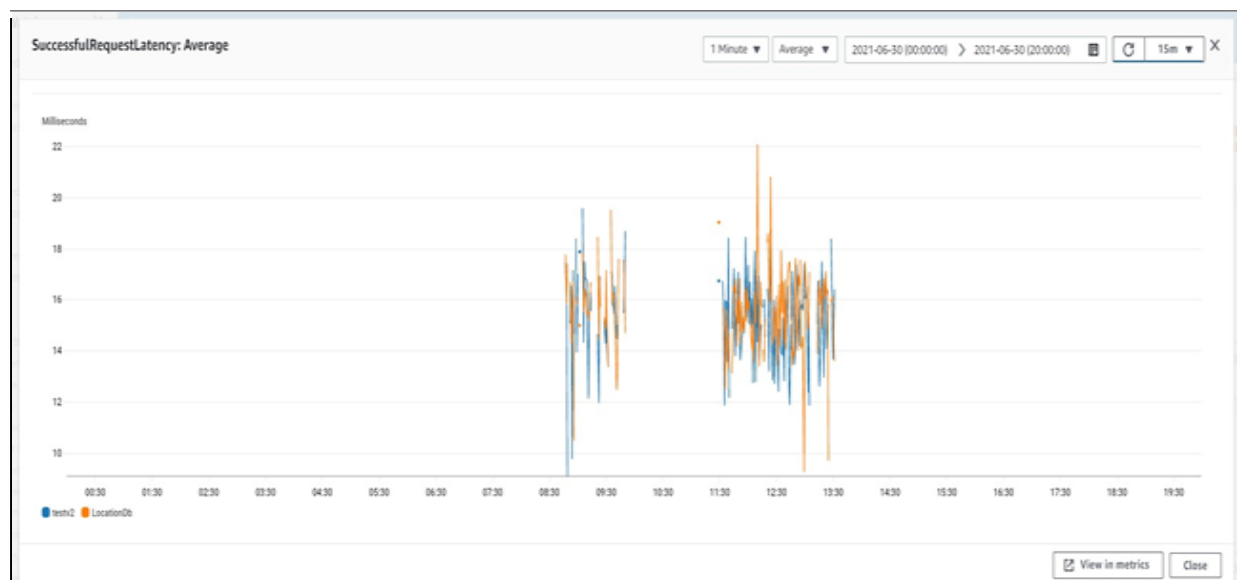 SuccessfulRequestLatency: Average
1 Minute ▼ Average ▼ 2021-06-30 (00:00:00) > 2021-06-30 (20:00:00) 15m ▼ X
Milliseconds
22
20
18
16
14
12
10
00:30 01:30 02:30 03:30 04:30 05:30 06:30 07:30 08:30 09:30 10:30 11:30 12:30 13:30 14:30 15:30 16:30 17:30 18:30 19:30
testv2 LocationDb
View in metrics Close